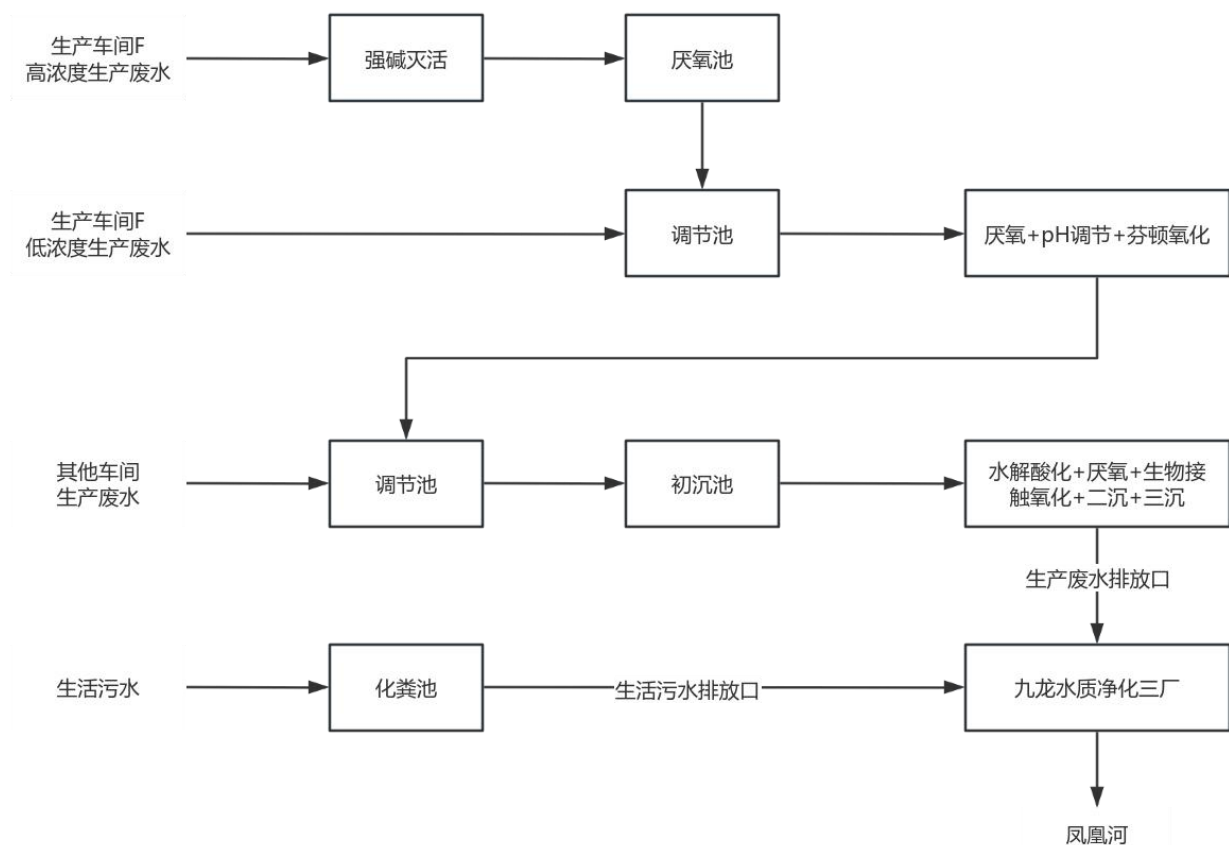 生产车间F
高浓度生产废水
强碱灭活
厌氧池
生产车间F
低浓度生产废水
调节池
厌氧+pH调节+芬顿氧化
其他车间
生产废水
调节池
初沉池
水解酸化+厌氧+生物接
触氧化+二沉+三沉
生产废水排放口
生活污水
化粪池
生活污水排放口
九龙水质净化三厂
凤凰河